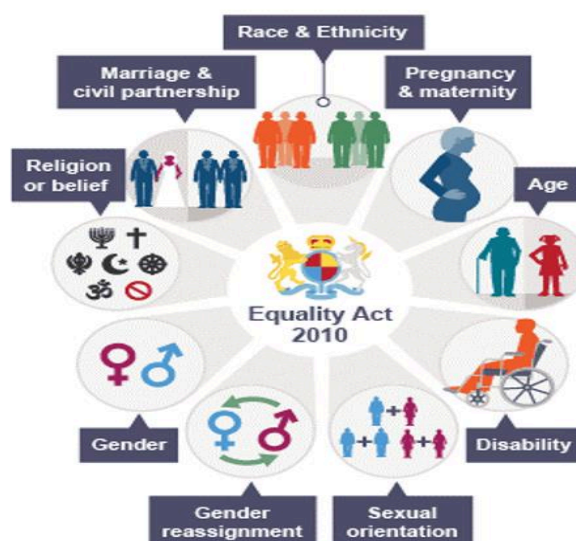 Race & Ethnicity
Marriage &
civil partnership
Pregnancy
& maternity
Religion
or belief
Age
Equality Act
2010
Gender
Disability
Gender
reassignment
Sexual
orientation